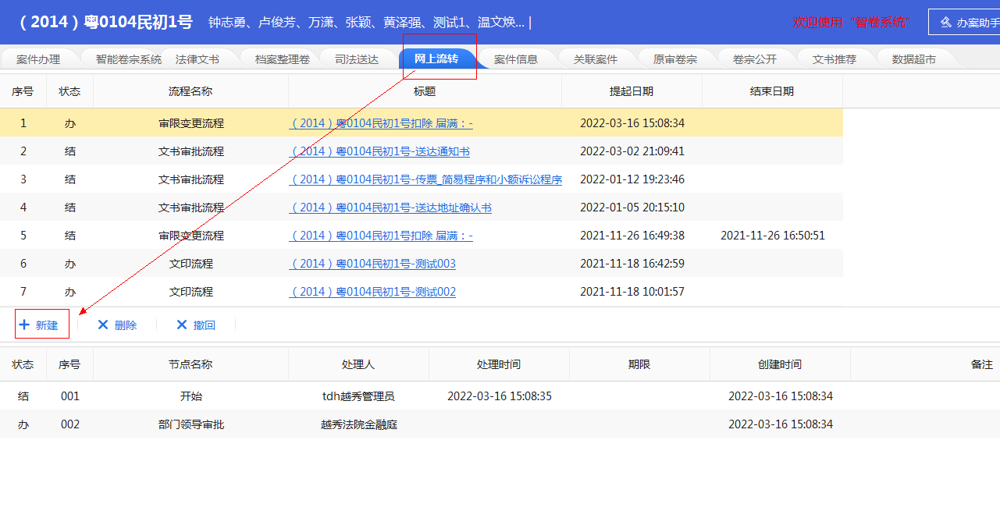 （2014）粤0104民初1号 钟志勇、卢俊芳、万潇、张颖、黄泽强、测试1、温文焕... | 欢迎使用“智卷系统” 办案助手
案件办理 智能卷宗系统 法律文书 档案整理卷 司法送达 网上流转 案件信息 关联案件 原审卷宗 卷宗公开 文书推荐 数据超市
序号 状态 流程名称 标题 提起日期 结束日期
1 办 审限变更流程 （2014）粤0104民初1号扣除 届满：- 2022-03-16 15:08:34
2 结 文书审批流程 （2014）粤0104民初1号-送达通知书 2022-03-02 21:09:41
3 结 文书审批流程 （2014）粤0104民初1号-传票_简易程序和小额诉讼程序 2022-01-12 19:23:46
4 结 文书审批流程 （2014）粤0104民初1号-送达地址确认书 2022-01-05 20:15:10
5 结 审限变更流程 （2014）粤0104民初1号扣除 届满：- 2021-11-26 16:49:38 2021-11-26 16:50:51
6 办 文印流程 （2014）粤0104民初1号-测试003 2021-11-18 16:42:59
7 办 文印流程 （2014）粤0104民初1号-测试002 2021-11-18 10:01:57
新建 删除 撤回
状态 序号 节点名称 处理人 处理时间 期限 创建时间 备注
结 001 开始 tdh越秀管理员 2022-03-16 15:08:35 2022-03-16 15:08:34
办 002 部门领导审批 越秀法院金融庭 2022-03-16 15:08:34